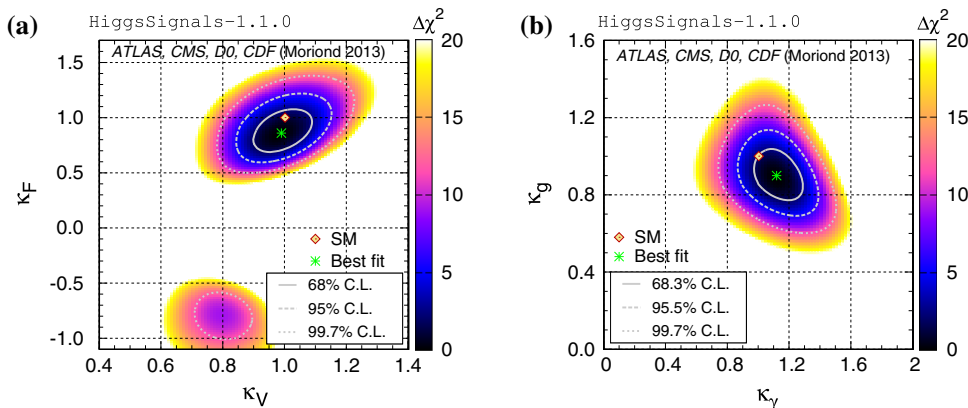 (a)
HiggsSignals-1.1.0
Δχ²
ATLAS, CMS, D0, CDF (Moriond 2013)
1.5
1.0
0.5
0.0
-0.5
-1.0
κF
SM
Best fit
68% C.L.
95% C.L.
99.7% C.L.
0.4 0.6 0.8 1.0 1.2 1.4
κV
20
15
10
5
0
(b)
HiggsSignals-1.1.0
Δχ²
ATLAS, CMS, D0, CDF (Moriond 2013)
1.6
1.2
0.8
0.4
0.0
κg
SM
Best fit
68.3% C.L.
95.5% C.L.
99.7% C.L.
0 0.4 0.8 1.2 1.6 2
κγ
20
15
10
5
0